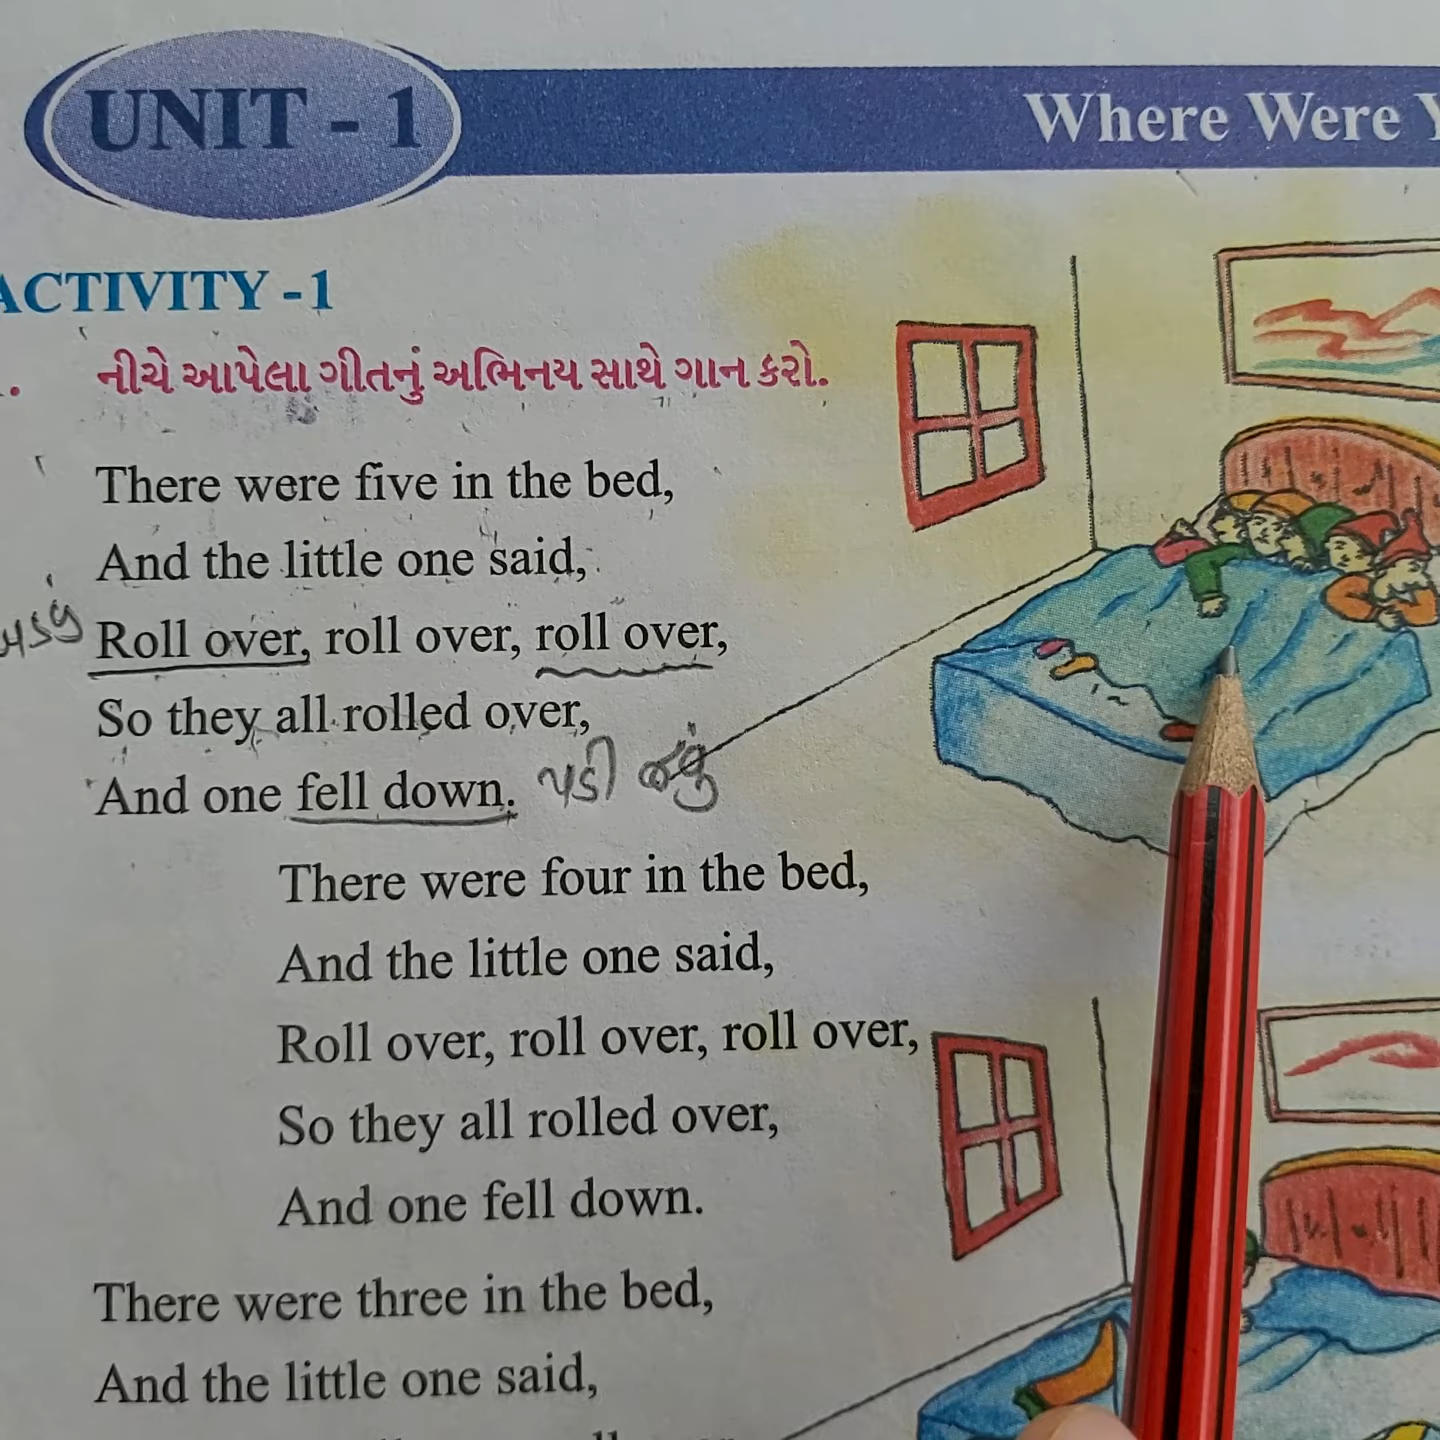 UNIT - 1
Where Were
ACTIVITY - 1
નીચે આપેલા ગીતનું અભિનય સાથે ગાન કરો.
There were five in the bed,
And the little one said,
Roll over, roll over, roll over,
So they all rolled over,
And one fell down. પડી જવું
There were four in the bed,
And the little one said,
Roll over, roll over, roll over,
So they all rolled over,
And one fell down.
There were three in the bed,
And the little one said,